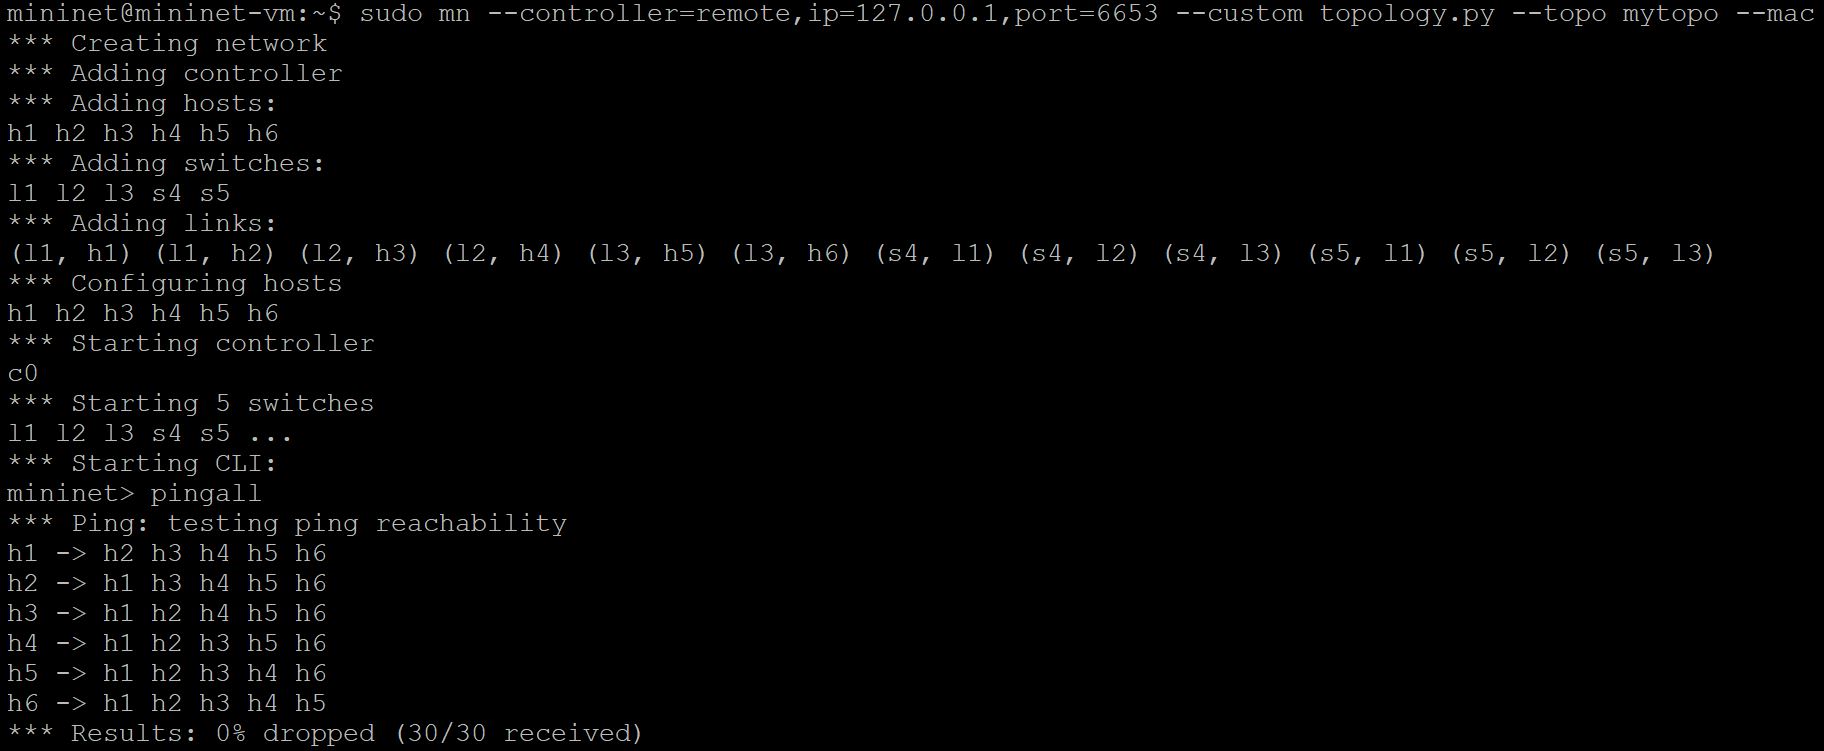 mininet@mininet-vm:~$ sudo mn --controller=remote,ip=127.0.0.1,port=6653 --custom topology.py --topo mytopo --mac
*** Creating network
*** Adding controller
*** Adding hosts:
h1 h2 h3 h4 h5 h6
*** Adding switches:
l1 l2 l3 s4 s5
*** Adding links:
(l1, h1) (l1, h2) (l2, h3) (l2, h4) (l3, h5) (l3, h6) (s4, l1) (s4, l2) (s4, l3) (s5, l1) (s5, l2) (s5, l3)
*** Configuring hosts
h1 h2 h3 h4 h5 h6
*** Starting controller
c0
*** Starting 5 switches
l1 l2 l3 s4 s5 ...
*** Starting CLI:
mininet> pingall
*** Ping: testing ping reachability
h1 -> h2 h3 h4 h5 h6
h2 -> h1 h3 h4 h5 h6
h3 -> h1 h2 h4 h5 h6
h4 -> h1 h2 h3 h5 h6
h5 -> h1 h2 h3 h4 h6
h6 -> h1 h2 h3 h4 h5
*** Results: 0% dropped (30/30 received)